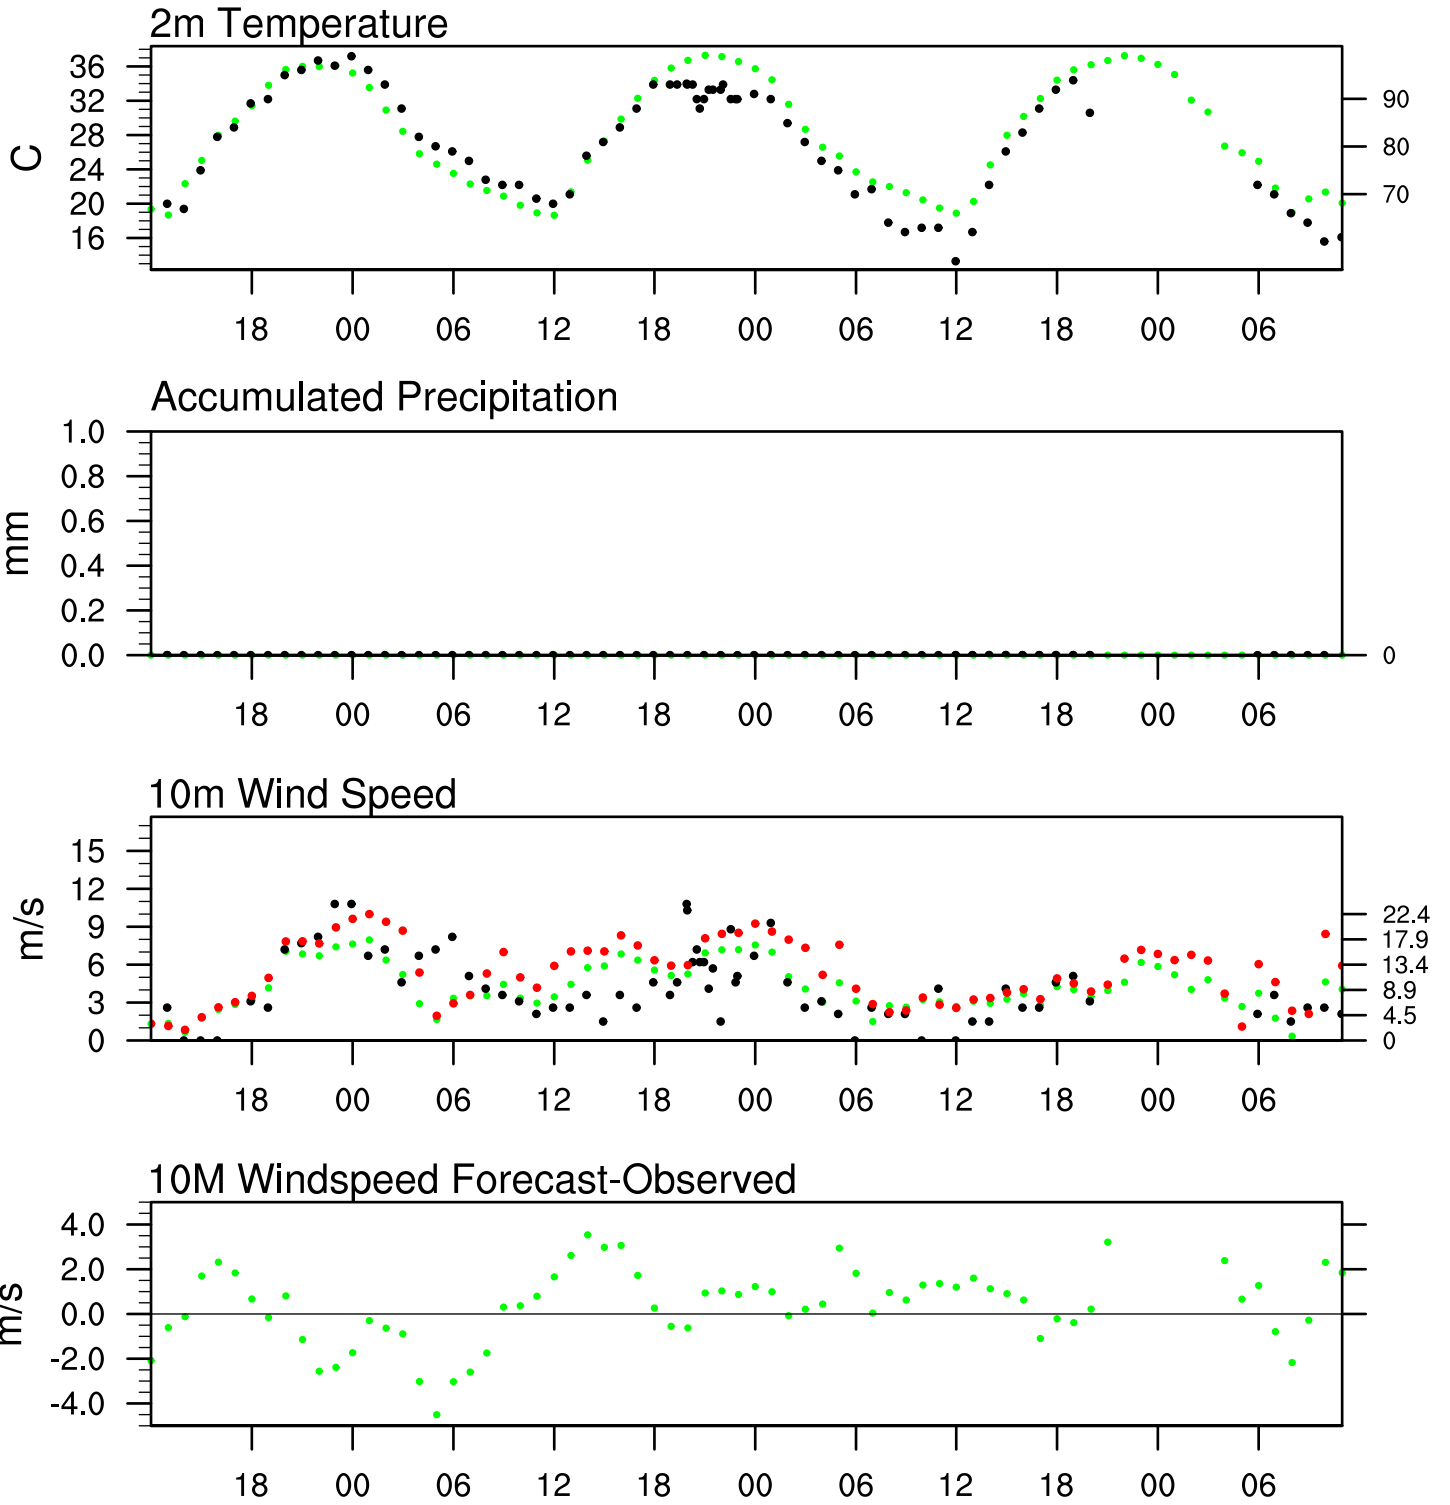 2m Temperature
36
32
28
24
20
16
C
90
80
70
18 00 06 12 18 00 06 12 18 00 06
Accumulated Precipitation
1.0
0.8
0.6
0.4
0.2
0.0
mm
0
18 00 06 12 18 00 06 12 18 00 06
10m Wind Speed
15
12
9
6
3
0
m/s
22.4
17.9
13.4
8.9
4.5
0
18 00 06 12 18 00 06 12 18 00 06
10M Windspeed Forecast-Observed
4.0
2.0
0.0
-2.0
-4.0
m/s
18 00 06 12 18 00 06 12 18 00 06